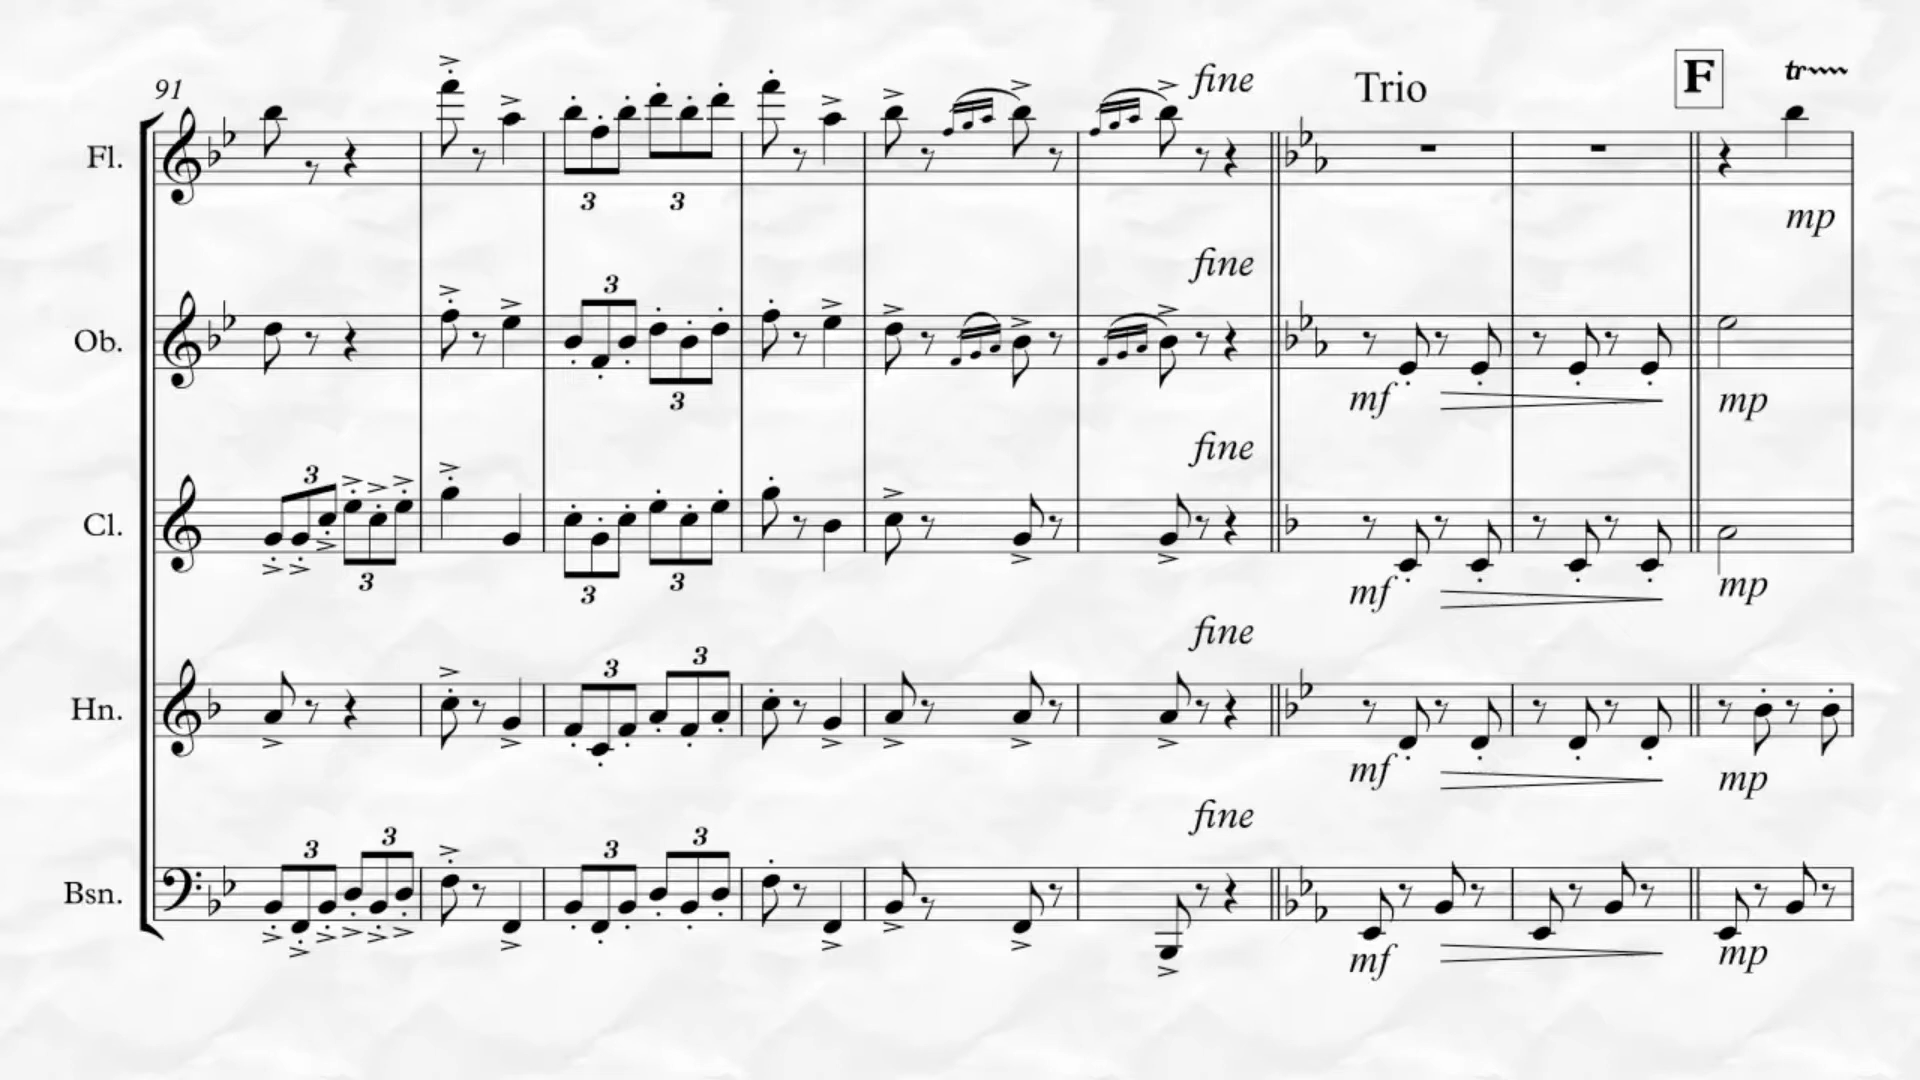 91
fine
Trio
F
tr
Fl.
3 3
mp
fine
3
Ob.
3
mf
mp
fine
3
Cl.
3 3 3
mf
mp
fine
3 3
Hn.
mf
mp
fine
3 3 3 3
Bsn.
mf
mp